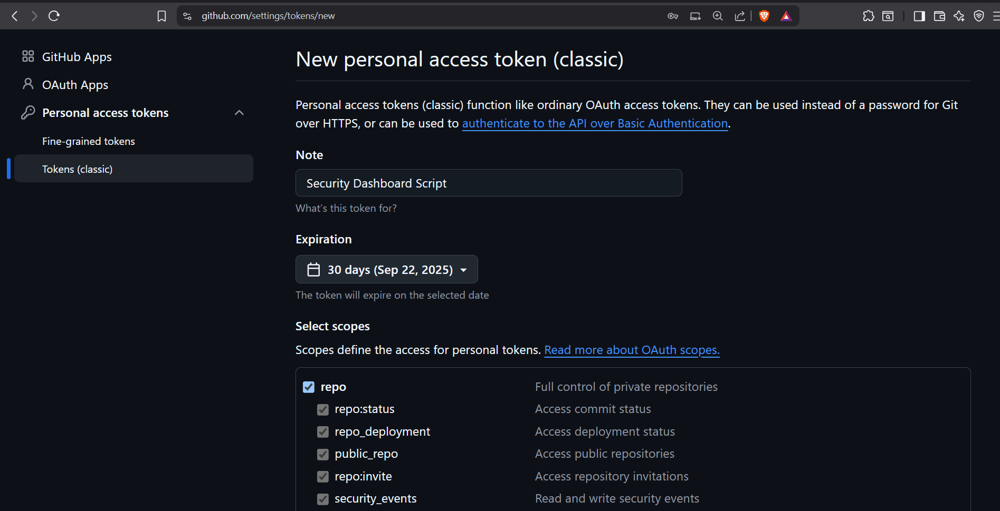 github.com/settings/tokens/new
GitHub Apps
OAuth Apps
Personal access tokens
Fine-grained tokens
Tokens (classic)
New personal access token (classic)
Personal access tokens (classic) function like ordinary OAuth access tokens. They can be used instead of a password for Git
over HTTPS, or can be used to authenticate to the API over Basic Authentication.
Note
Security Dashboard Script
What's this token for?
Expiration
30 days (Sep 22, 2025)
The token will expire on the selected date
Select scopes
Scopes define the access for personal tokens. Read more about OAuth scopes.
repo Full control of private repositories
repo:status Access commit status
repo_deployment Access deployment status
public_repo Access public repositories
repo:invite Access repository invitations
security_events Read and write security events